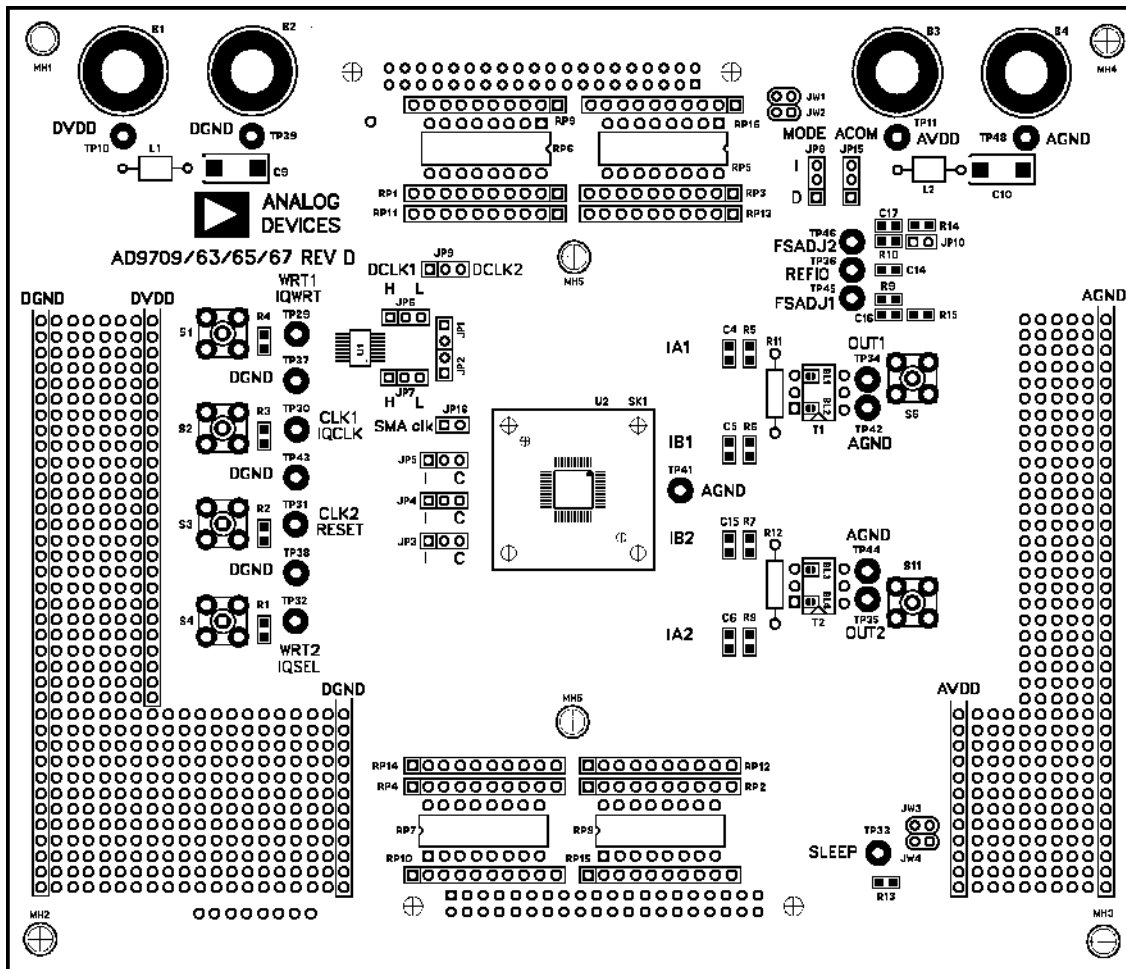 B1 B2 B3 B4
MH1 MH4
DVDD DGND
TP10 TP39
L1 C9
RP9 RP16
RP6 RP5
RP1 RP3
RP11 RP13
JW1
JW2
MODE ACOM
JP8 JP15
I
D
TP11
AVDD
TP48
AGND
L2 C10
ANALOG
DEVICES
AD9709/63/65/67 REV D
MH5
C17 R14
TP46
FSADJ2
R10 JP10
TP36
REFIO
C14
TP45
FSADJ1
R9
C16 R15
DGND DVDD
AGND
WRT1
IQWRT
S1 R4 TP29
TP37
DGND
S2 R3 TP30
CLK1
IQCLK
TP43
DGND
S3 R2 TP31
CLK2
RESET
TP38
DGND
S4 R1 TP32
WRT2
IQSEL
DGND
JP9
DCLK1 DCLK2
H L
JP6
U1
JP1
JP2
JP7
H L
SMA clk JP16
JP5
I C
JP4
I C
JP3
I C
U2 SK1
IA1
C4 R5
R11
OUT1
TP34
BL1
BL2
T1
TP42
AGND
S6
IB1
C5 R6
TP41
AGND
IB2
C15 R7
R12
AGND
TP44
BL3
BL4
T2
TP35
OUT2
S11
IA2
C6 R8
AVDD
MH6
RP14 RP12
RP4 RP2
RP7 RP8
RP10 RP15
SLEEP
TP33
JW3
JW4
R13
MH2 MH3